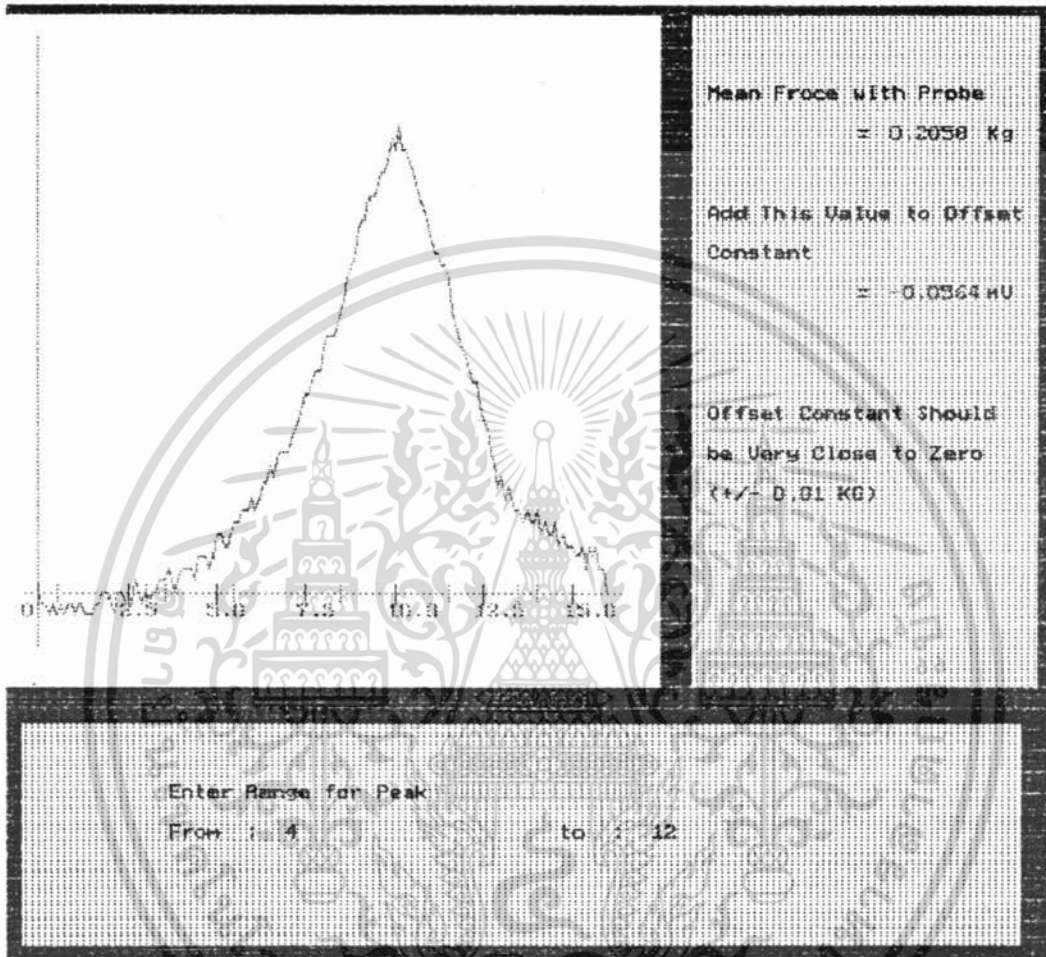 Mean Froce with Probe
= 0.2058 Kg
Add This Value to Offset
Constant
= -0.0564 mV
Offset Constant Should
be Very Close to Zero
(+/- 0.01 KG)
0 2.5 5.0 7.5 10.0 12.5 15.0
Enter Range for Peak
From : 4 to : 12